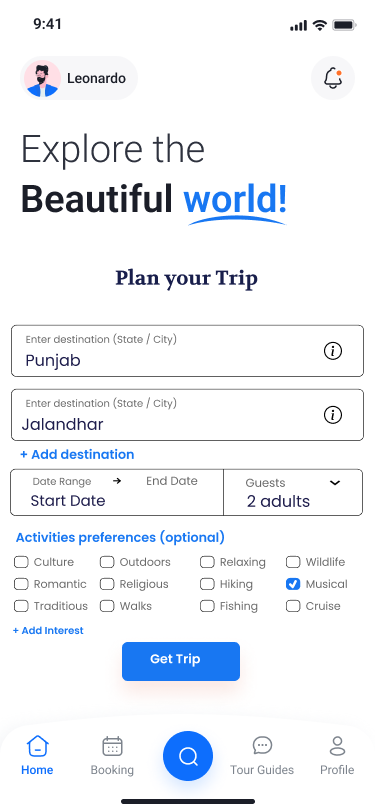 9:41
Leonardo
Explore the
Beautiful world!
Plan your Trip
Enter destination (State / City)
Punjab
Enter destination (State / City)
Jalandhar
+ Add destination
Date Range → End Date Guests
Start Date 2 adults
Activities preferences (optional)
Culture Outdoors Relaxing Wildlife
Romantic Religious Hiking Musical
Traditious Walks Fishing Cruise
+ Add Interest
Get Trip
Home Booking Tour Guides Profile